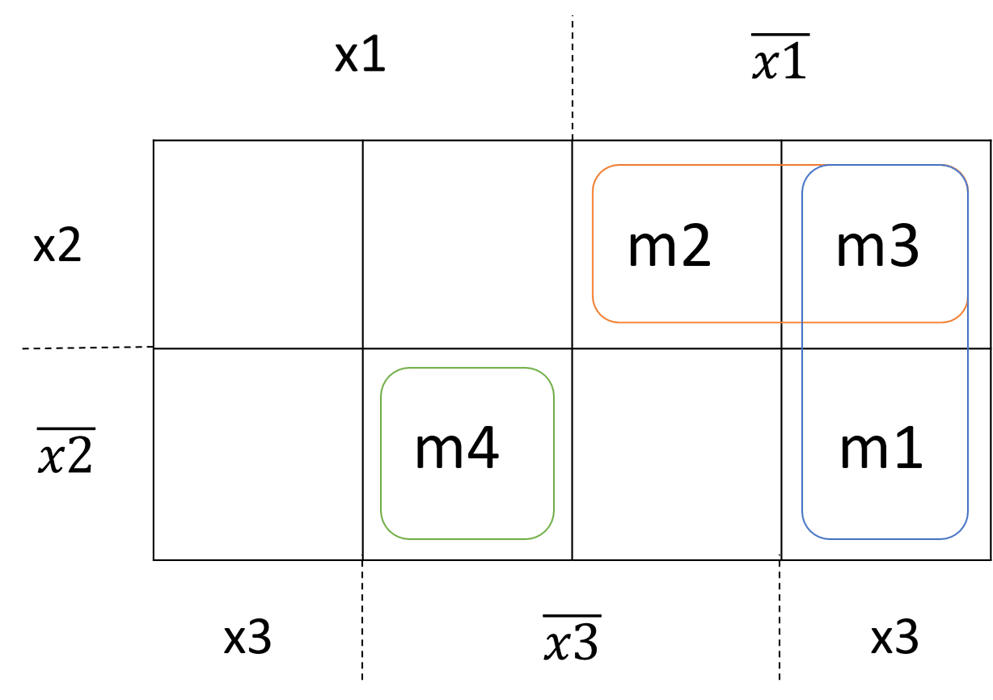 x1 x̅1̅
x2 m2 m3
x̅2̅ m4 m1
x3 x̅3̅ x3